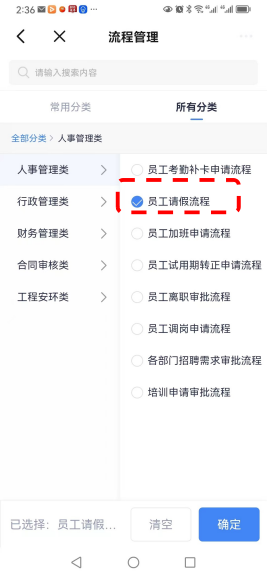 2:36
流程管理
请输入搜索内容
常用分类
所有分类
全部分类 > 人事管理类
人事管理类
行政管理类
财务管理类
合同审核类
工程安环类
员工考勤补卡申请流程
员工请假流程
员工加班申请流程
员工试用期转正申请流程
员工离职审批流程
员工调岗申请流程
各部门招聘需求审批流程
培训申请审批流程
已选择：员工请假...
清空
确定